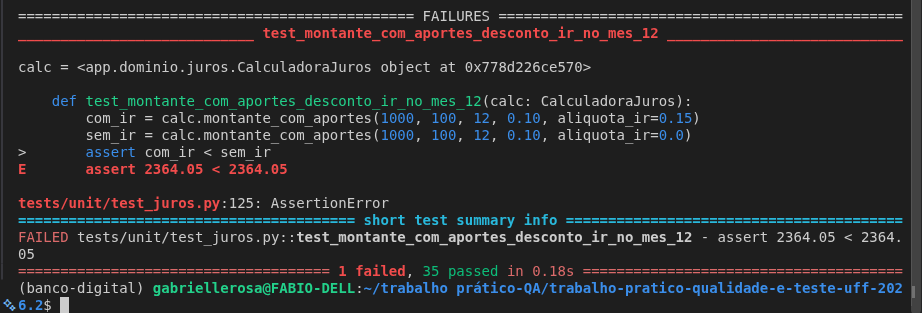 =============================================== FAILURES ================================================
____________________________ test_montante_com_aportes_desconto_ir_no_mes_12 ____________________________
calc = <app.dominio.juros.CalculadoraJuros object at 0x778d226ce570>
    def test_montante_com_aportes_desconto_ir_no_mes_12(calc: CalculadoraJuros):
        com_ir = calc.montante_com_aportes(1000, 100, 12, 0.10, aliquota_ir=0.15)
        sem_ir = calc.montante_com_aportes(1000, 100, 12, 0.10, aliquota_ir=0.0)
>       assert com_ir < sem_ir
E       assert 2364.05 < 2364.05
tests/unit/test_juros.py:125: AssertionError
======================================== short test summary info ========================================
FAILED tests/unit/test_juros.py::test_montante_com_aportes_desconto_ir_no_mes_12 - assert 2364.05 < 2364.
05
===================================== 1 failed, 35 passed in 0.18s ======================================
(banco-digital) gabriellerosa@FABIO-DELL:~/trabalho prático-QA/trabalho-pratico-qualidade-e-teste-uff-202
6.2$